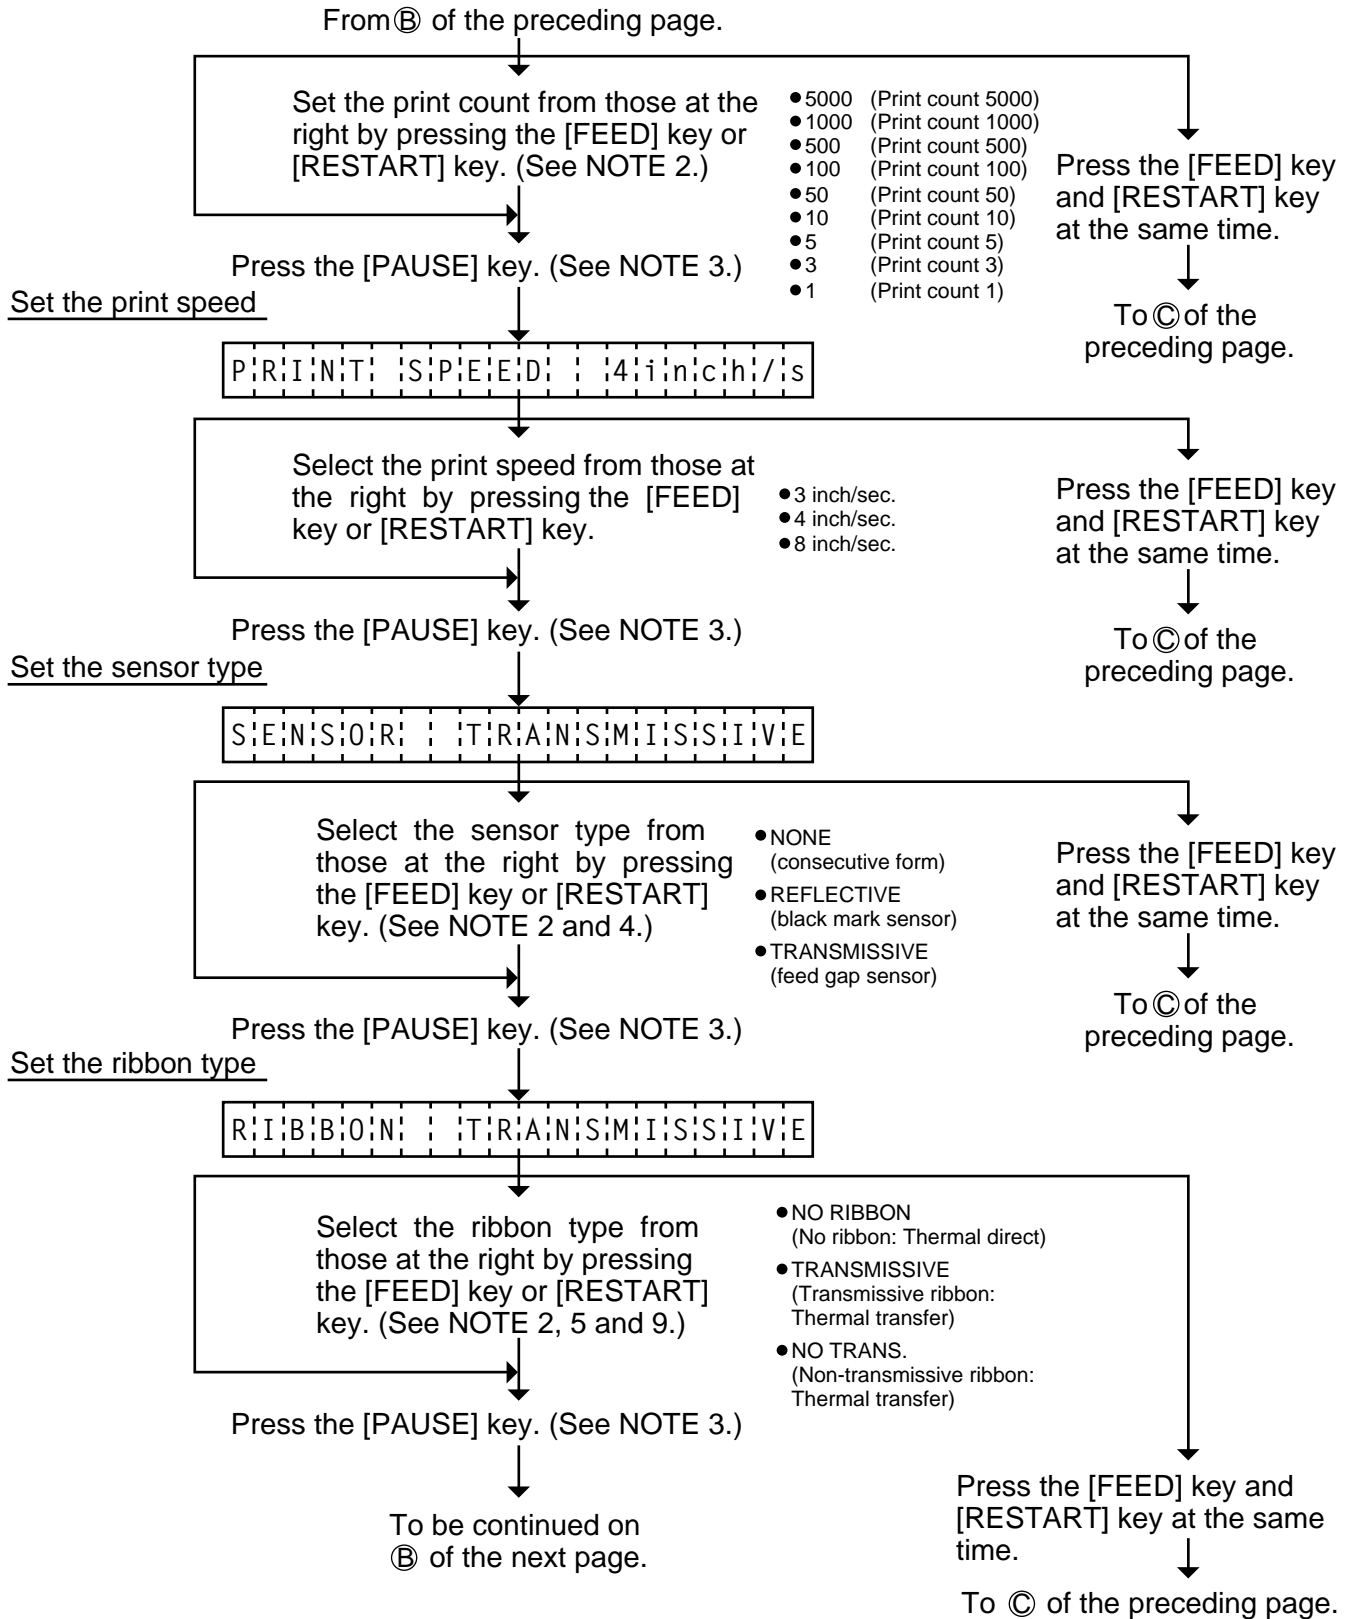 From Ⓑ of the preceding page.
Set the print count from those at the
right by pressing the [FEED] key or
[RESTART] key. (See NOTE 2.)
●5000 (Print count 5000)
●1000 (Print count 1000)
●500 (Print count 500)
●100 (Print count 100)
●50 (Print count 50)
●10 (Print count 10)
●5 (Print count 5)
●3 (Print count 3)
●1 (Print count 1)
Press the [FEED] key
and [RESTART] key
at the same time.
To Ⓒ of the
preceding page.
Press the [PAUSE] key. (See NOTE 3.)
Set the print speed
PRINT SPEED  4inch/s
Select the print speed from those at
the right by pressing the [FEED]
key or [RESTART] key.
●3 inch/sec.
●4 inch/sec.
●8 inch/sec.
Press the [FEED] key
and [RESTART] key
at the same time.
To Ⓒ of the
preceding page.
Press the [PAUSE] key. (See NOTE 3.)
Set the sensor type
SENSOR  TRANSMISSIVE
Select the sensor type from
those at the right by pressing
the [FEED] key or [RESTART]
key. (See NOTE 2 and 4.)
●NONE
(consecutive form)
●REFLECTIVE
(black mark sensor)
●TRANSMISSIVE
(feed gap sensor)
Press the [FEED] key
and [RESTART] key
at the same time.
To Ⓒ of the
preceding page.
Press the [PAUSE] key. (See NOTE 3.)
Set the ribbon type
RIBBON  TRANSMISSIVE
Select the ribbon type from
those at the right by pressing
the [FEED] key or [RESTART]
key. (See NOTE 2, 5 and 9.)
●NO RIBBON
(No ribbon: Thermal direct)
●TRANSMISSIVE
(Transmissive ribbon:
Thermal transfer)
●NO TRANS.
(Non-transmissive ribbon:
Thermal transfer)
Press the [PAUSE] key. (See NOTE 3.)
To be continued on
Ⓑ of the next page.
Press the [FEED] key and
[RESTART] key at the same
time.
To Ⓒ of the preceding page.